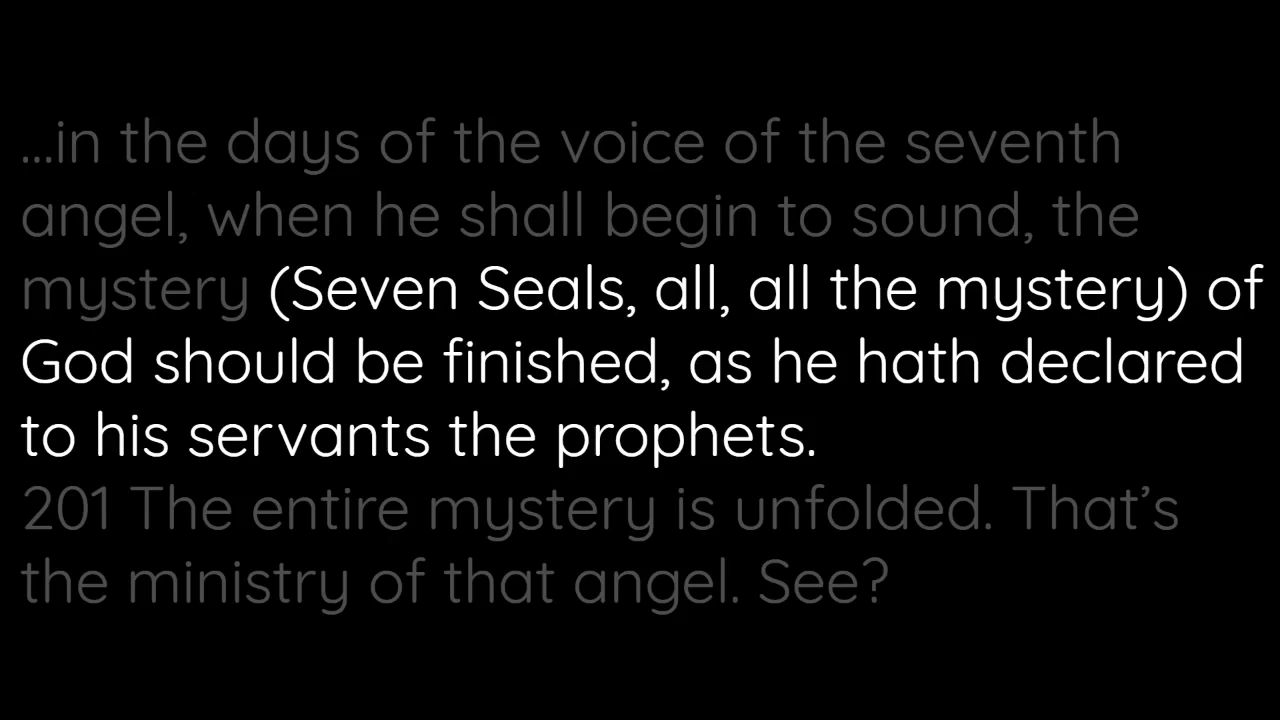 ...in the days of the voice of the seventh
angel, when he shall begin to sound, the
mystery (Seven Seals, all, all the mystery) of
God should be finished, as he hath declared
to his servants the prophets.
201 The entire mystery is unfolded. That’s
the ministry of that angel. See?